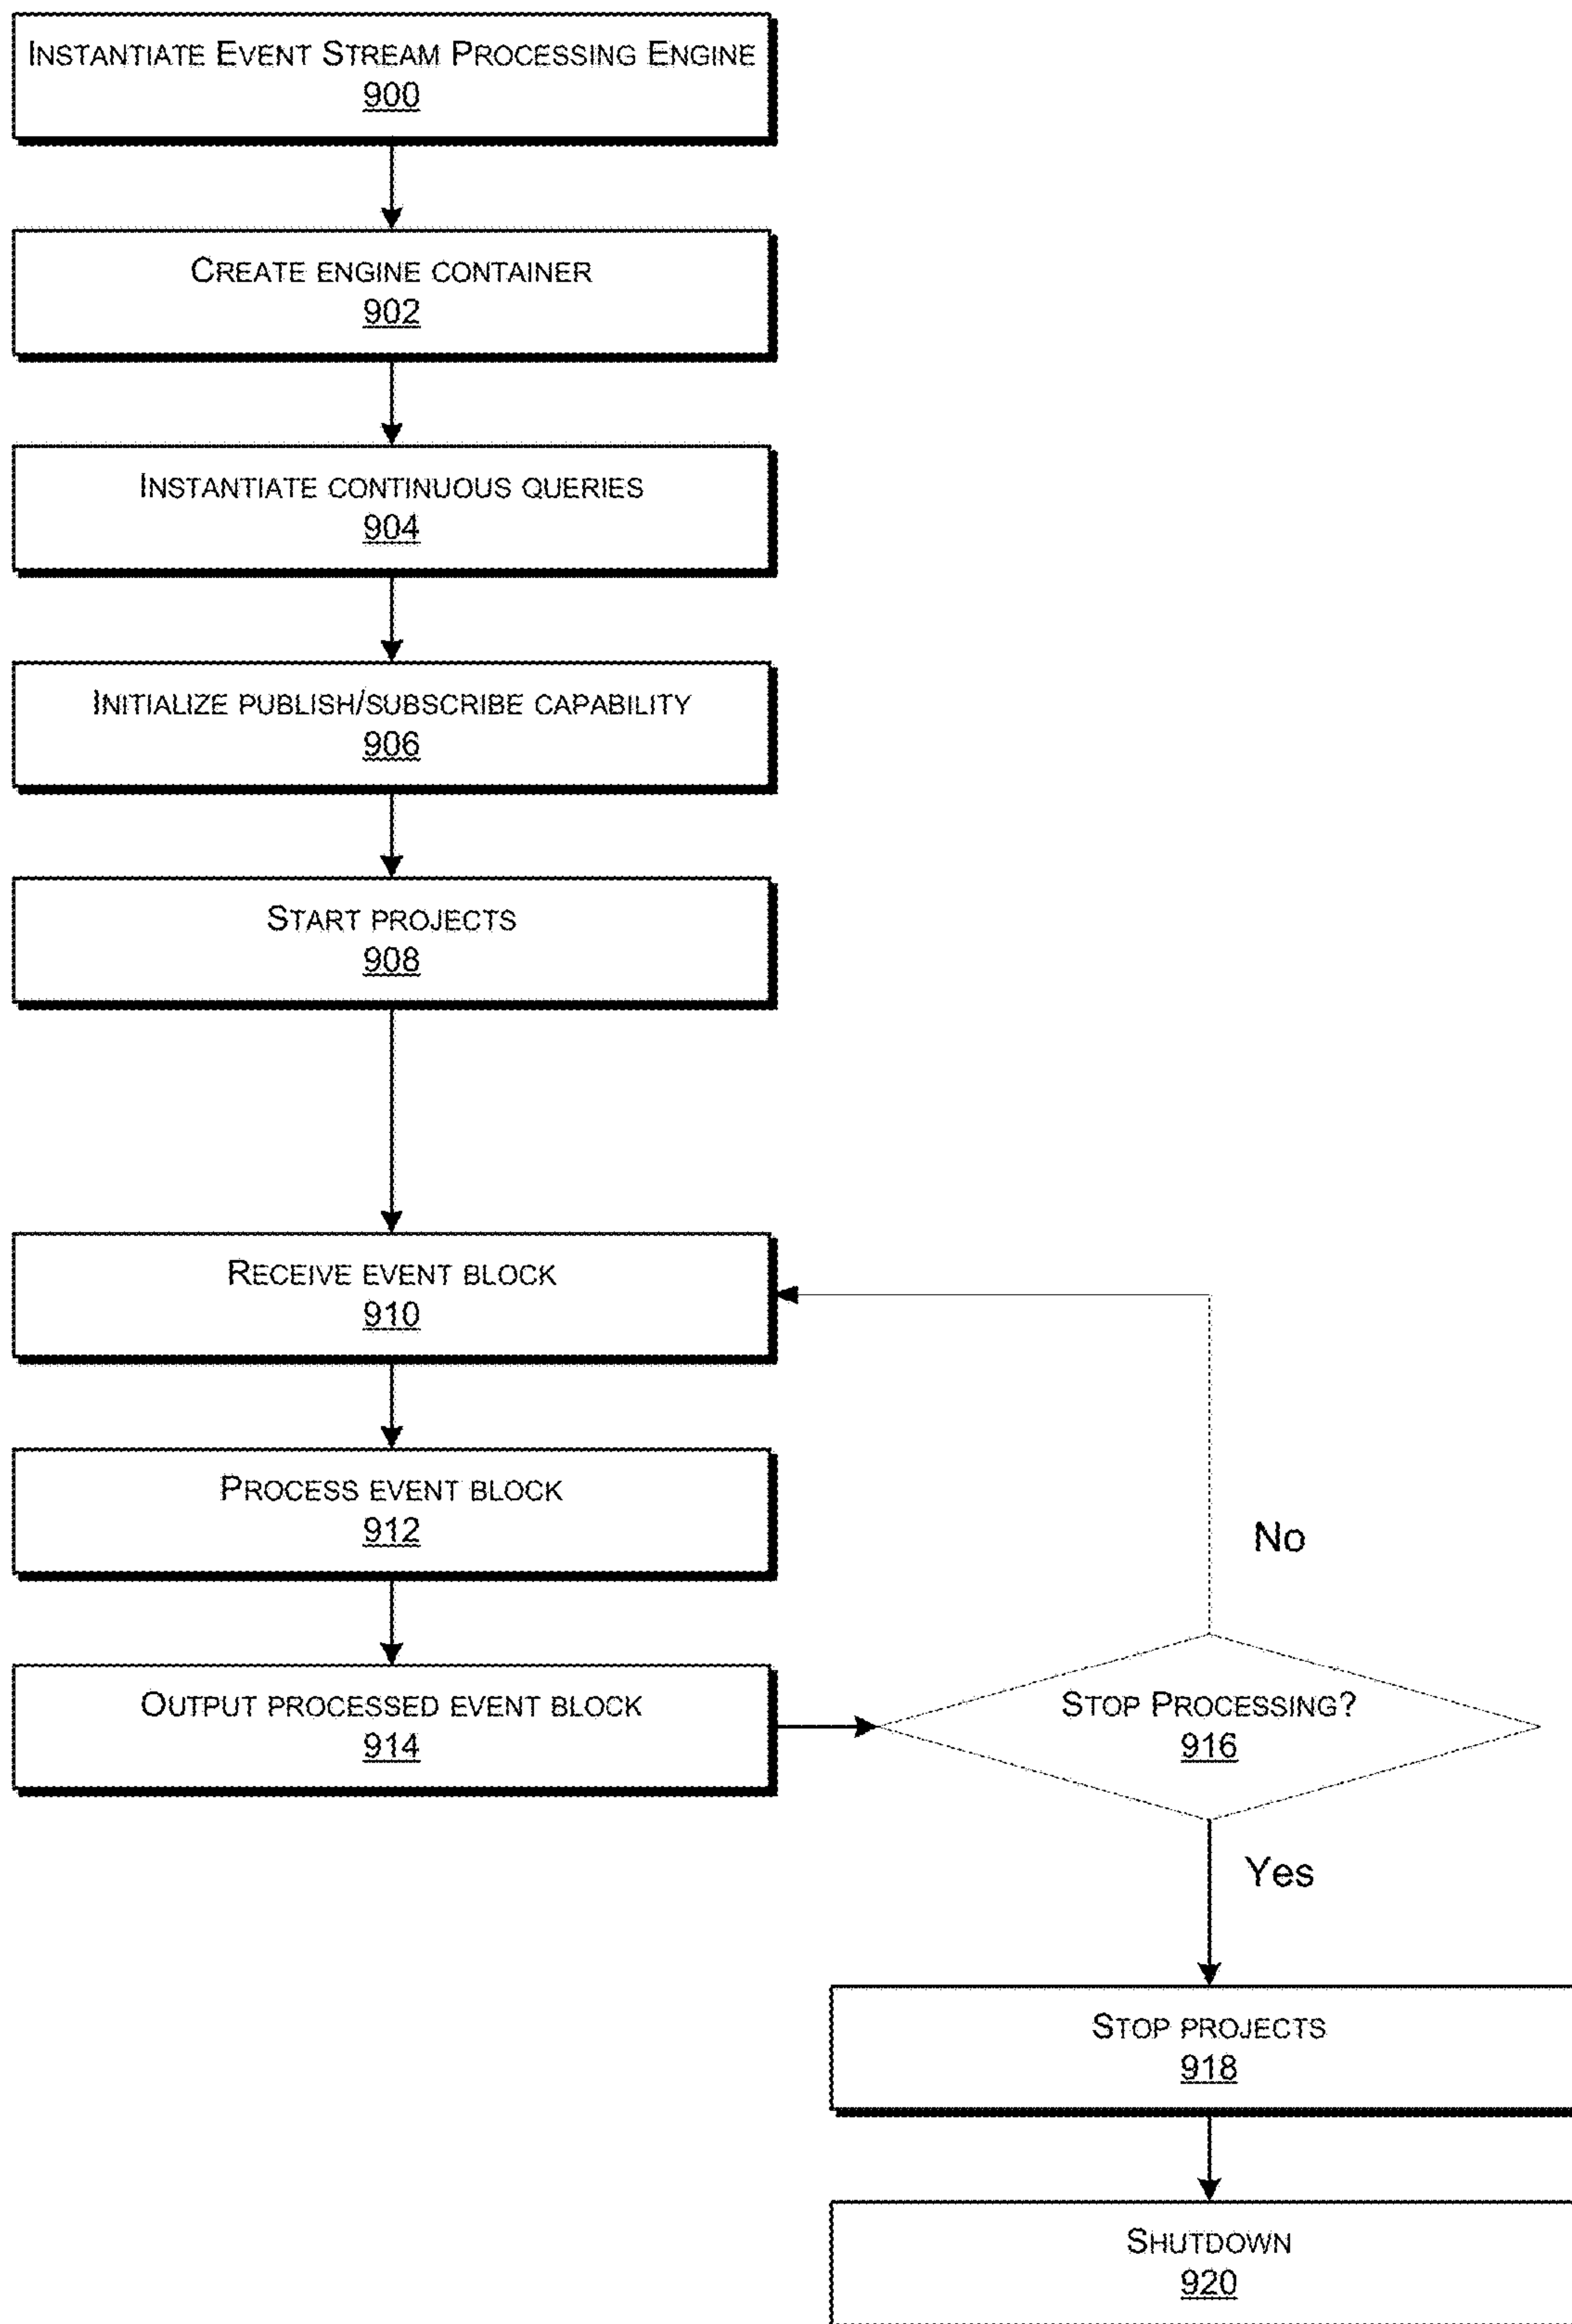 Instantiate Event Stream Processing Engine
900
Create engine container
902
Instantiate continuous queries
904
Initialize publish/subscribe capability
906
Start projects
908
Receive event block
910
Process event block
912
No
Output processed event block
914
Stop Processing?
916
Yes
Stop projects
918
Shutdown
920